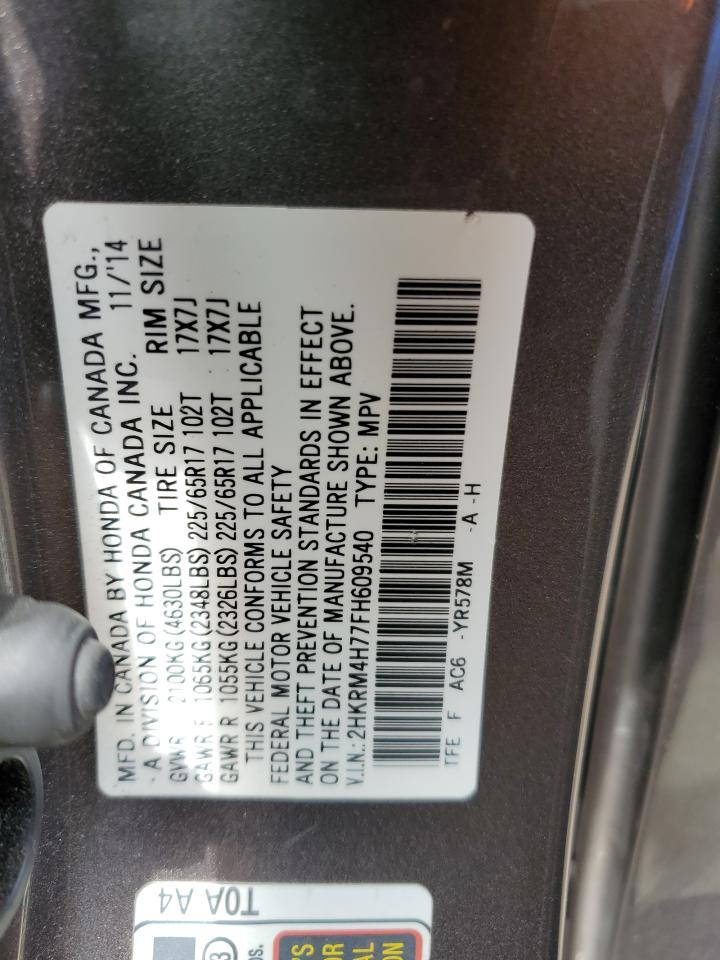 MFD. IN CANADA BY HONDA OF CANADA MFG.,
A DIVISION OF HONDA CANADA INC. 11/'14
GVWR 2100KG (4630LBS) TIRE SIZE RIM SIZE
GAWR F 1065KG (2348LBS) 225/65R17 102T 17X7J
GAWR R 1055KG (2326LBS) 225/65R17 102T 17X7J
THIS VEHICLE CONFORMS TO ALL APPLICABLE
FEDERAL MOTOR VEHICLE SAFETY
AND THEFT PREVENTION STANDARDS IN EFFECT
ON THE DATE OF MANUFACTURE SHOWN ABOVE.
V.I.N.: 2HKRM4H77FH609540 TYPE: MPV
TFE F AC6 -YR578M -A -H
T0A A4